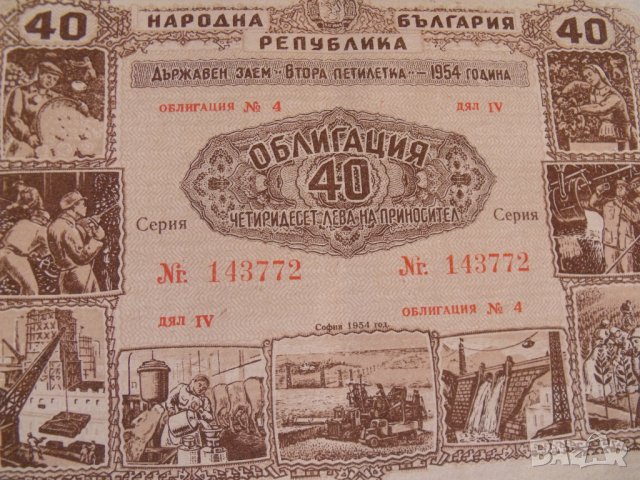 40 НАРОДНА БЪЛГАРИЯ 40
РЕПУБЛИКА
ДЪРЖАВЕН ЗАЕМ "ВТОРА ПЕТИЛЕТКА" - 1954 ГОДИНА
ОБЛИГАЦИЯ № 4 ДЯЛ IV
ОБЛИГАЦИЯ
40
ЧЕТИРИДЕСЕТ ЛЕВА НА ПРИНОСИТЕЛ
Серия Серия
№. 143772 №. 143772
ДЯЛ IV ОБЛИГАЦИЯ № 4
София 1954 год.
BAZAR